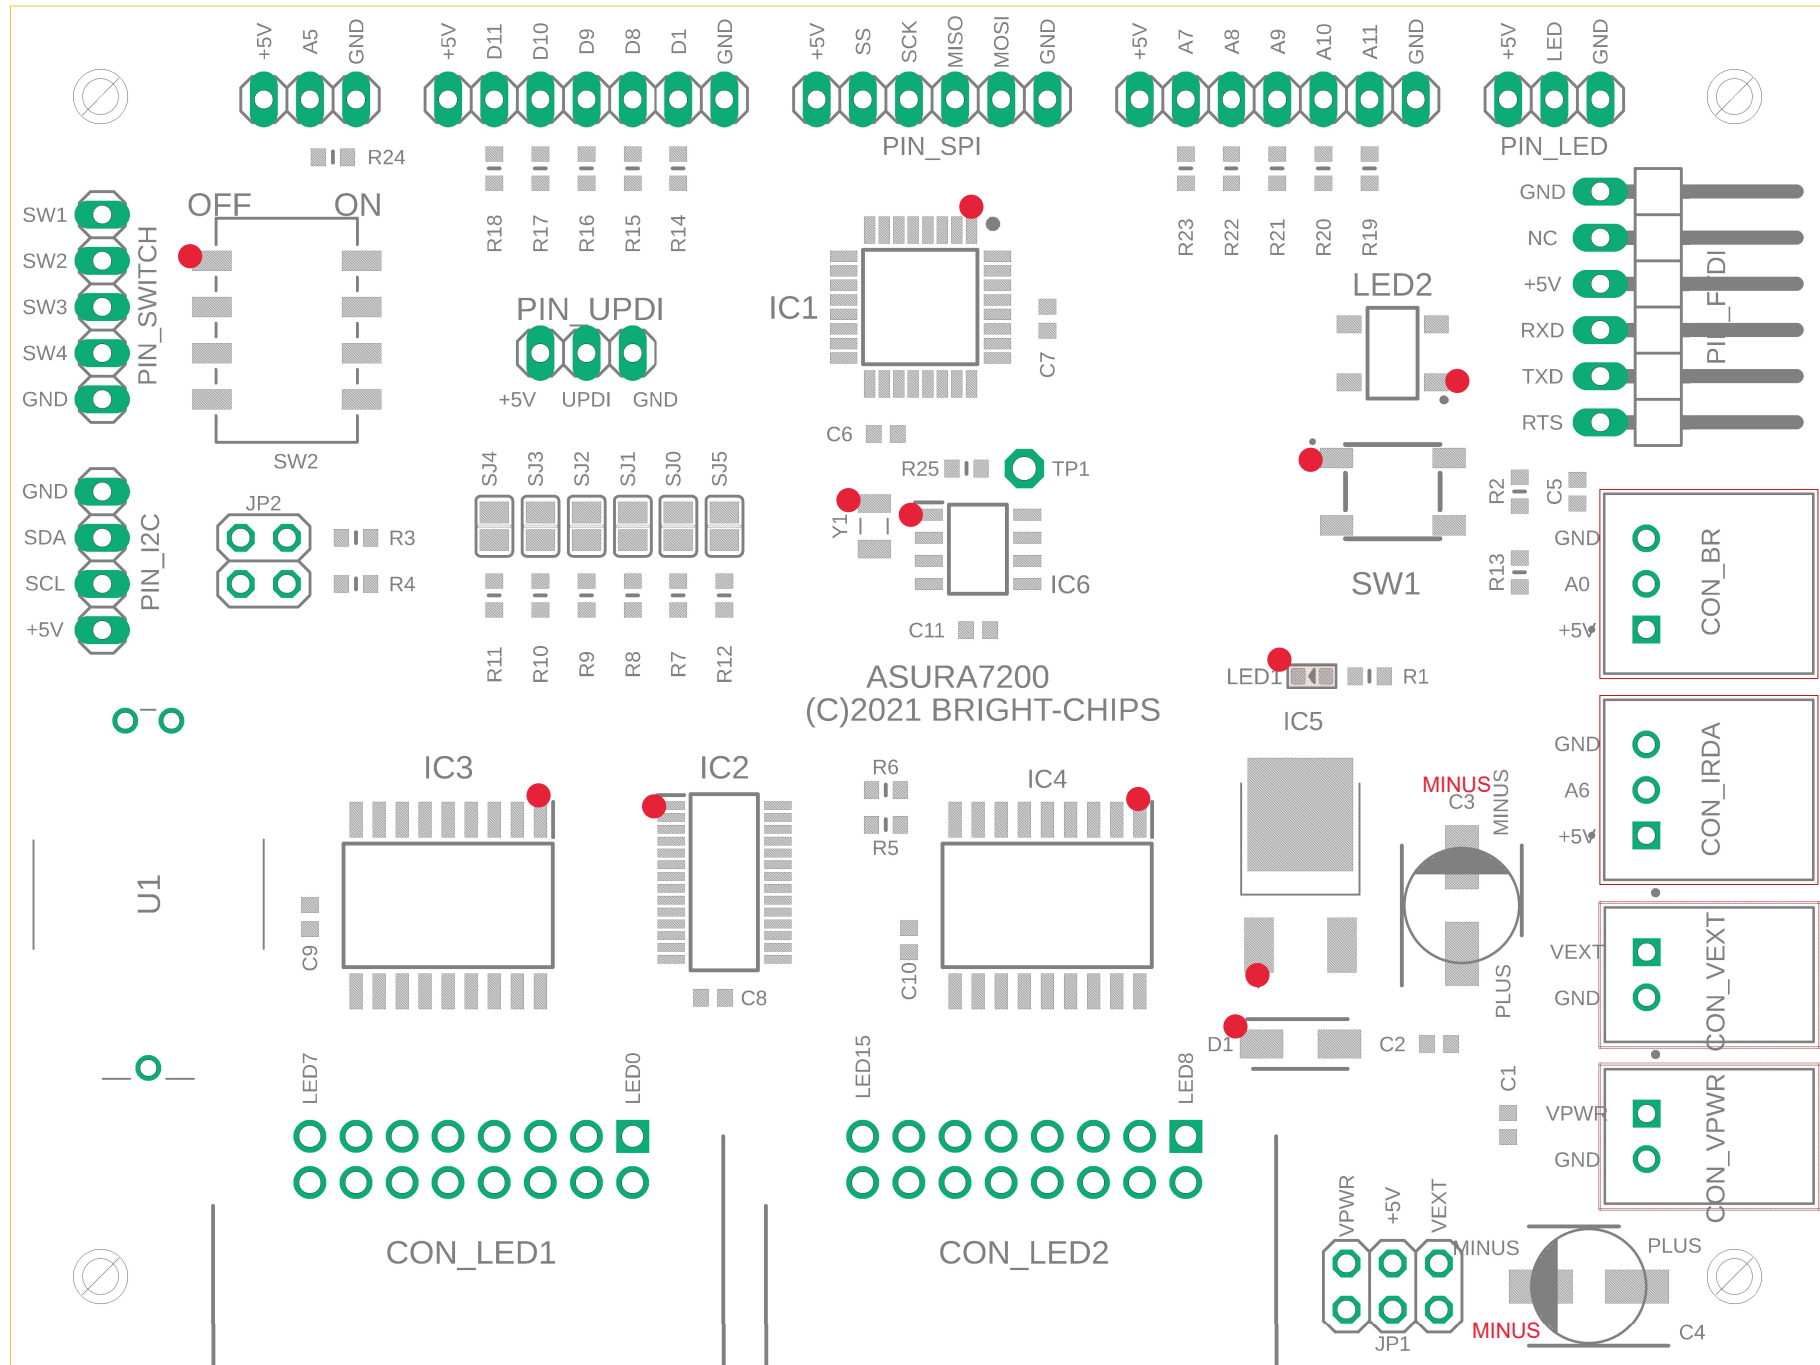 +5V A5 GND
+5V D11 D10 D9 D8 D1 GND
+5V SS SCK MISO MOSI GND
+5V A7 A8 A9 A10 A11 GND
+5V LED GND
PIN_SPI
PIN_LED
R24
R18 R17 R16 R15 R14
R23 R22 R21 R20 R19
OFF ON
SW1
SW2
SW3
SW4
GND
PIN_SWITCH
SW2
PIN_UPDI
+5V UPDI GND
IC1
C7
C6
LED2
GND
NC
+5V
RXD
TXD
RTS
PIN_FTDI
GND
SDA
SCL
+5V
PIN_I2C
JP2
R3
R4
SJ4 SJ3 SJ2 SJ1 SJ0 SJ5
R11 R10 R9 R8 R7 R12
R25
TP1
Y1
IC6
C11
SW1
R2
C5
R13
GND
A0
+5V
CON_BR
ASURA7200
(C)2021 BRIGHT-CHIPS
LED1
R1
IC5
GND
A6
+5V
CON_IRDA
U1
IC3
C9
IC2
C8
R6
R5
IC4
C10
MINUS
C3
MINUS
PLUS
VEXT
GND
CON_VEXT
D1
C2
C1
VPWR
GND
CON_VPWR
LED7 LED0
LED15 LED8
CON_LED1
CON_LED2
VPWR +5V VEXT
JP1
MINUS
PLUS
MINUS
C4